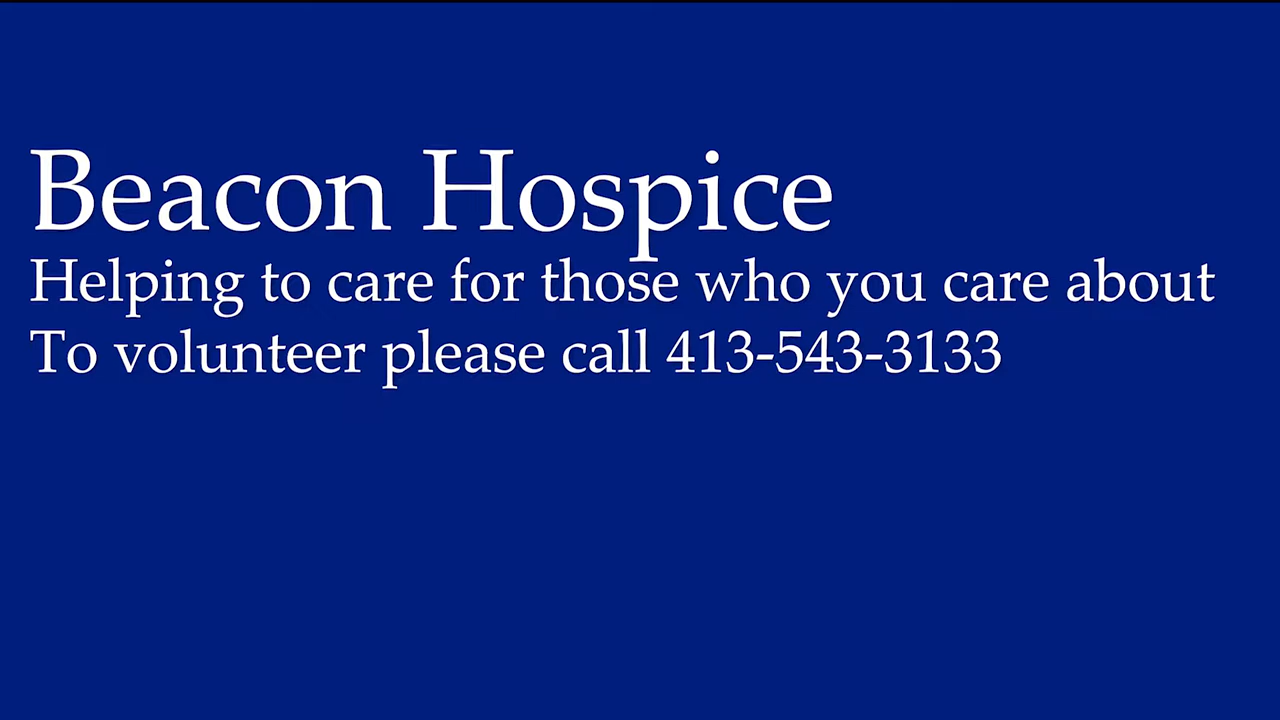 Beacon Hospice
Helping to care for those who you care about
To volunteer please call 413-543-3133